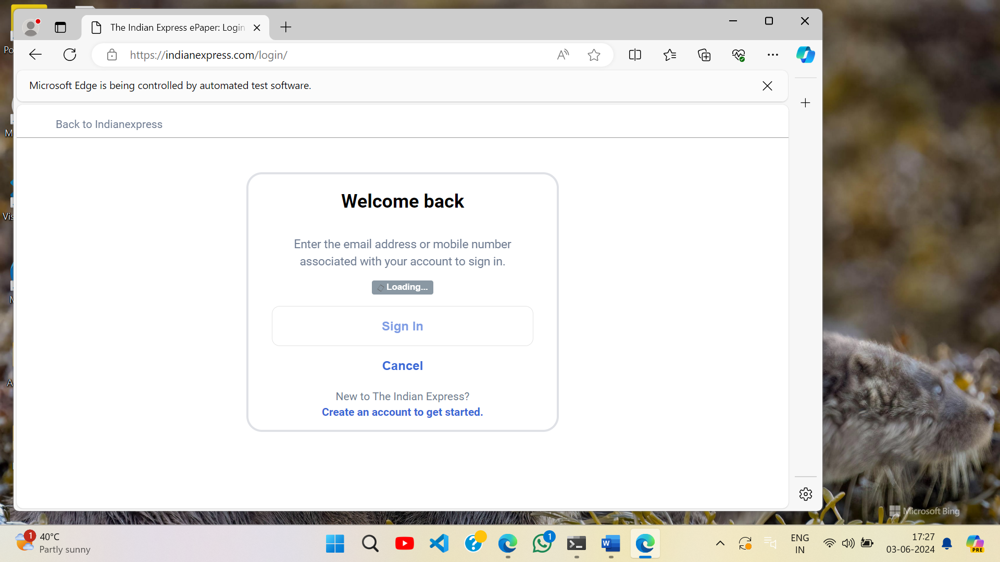 The Indian Express ePaper: Login
https://indianexpress.com/login/
Microsoft Edge is being controlled by automated test software.
Back to Indianexpress
Welcome back
Enter the email address or mobile number
associated with your account to sign in.
Loading...
Sign In
Cancel
New to The Indian Express?
Create an account to get started.
Po
M
Vis
A
Microsoft Bing
1
40°C
Partly sunny
1
ENG
IN
17:27
03-06-2024
PRE